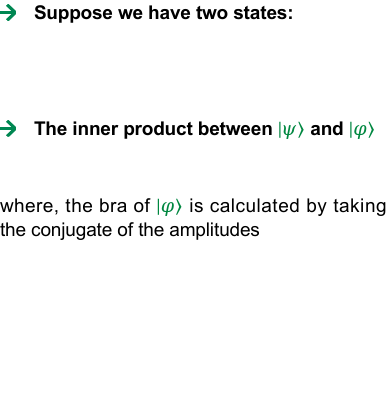 → Suppose we have two states:
→ The inner product between |ψ⟩ and |φ⟩
where, the bra of |φ⟩ is calculated by taking
the conjugate of the amplitudes